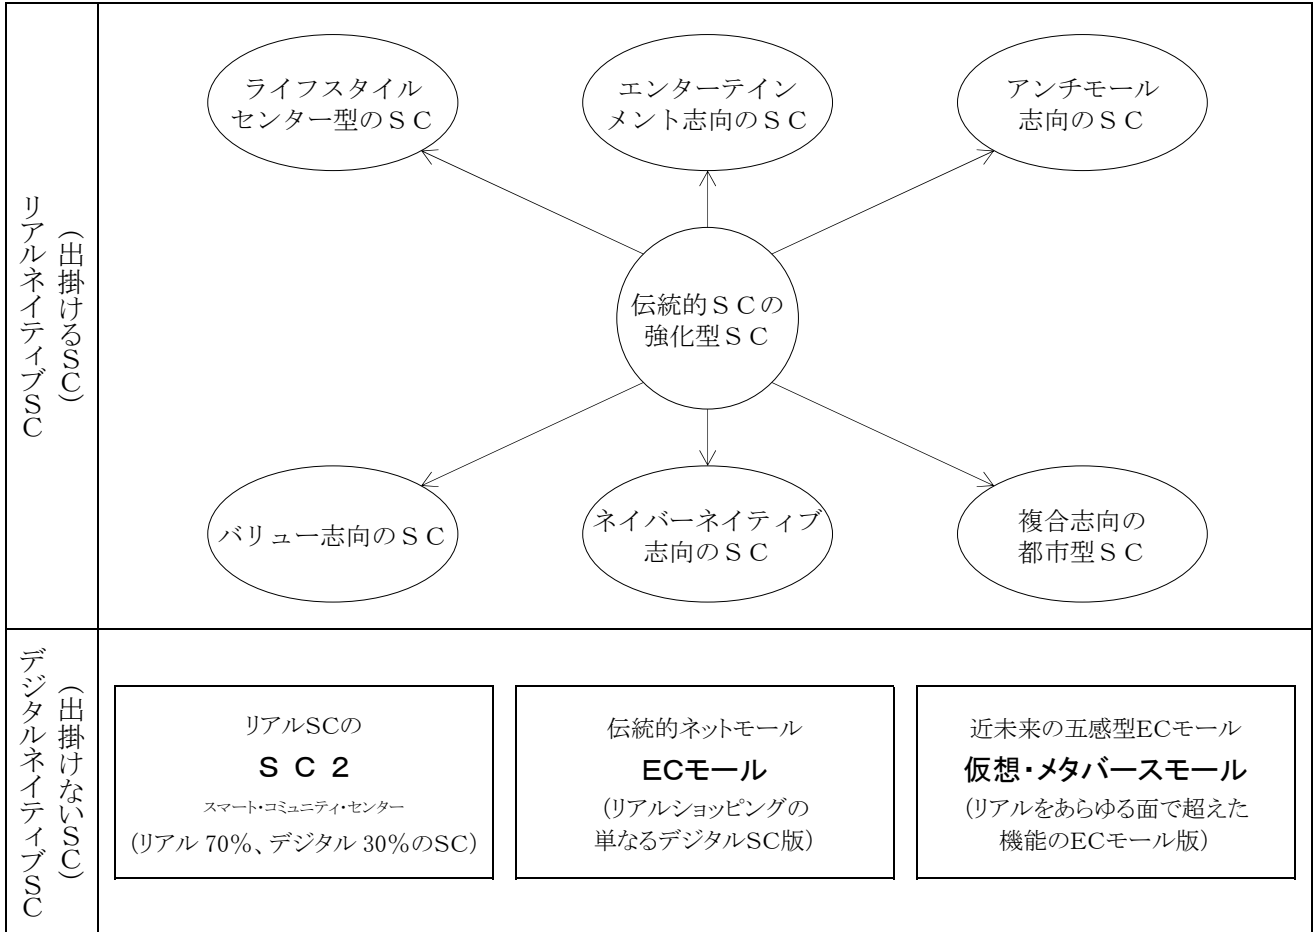 リアルネイティブSC
(出掛けるSC)
ライフスタイル
センター型のSC
エンターテイン
メント志向のSC
アンチモール
志向のSC
伝統的SCの
強化型SC
バリュー志向のSC
ネイバーネイティブ
志向のSC
複合志向の
都市型SC
デジタルネイティブSC
(出掛けないSC)
リアルSCの
SC2
スマート・コミュニティ・センター
(リアル 70%、デジタル 30%のSC)
伝統的ネットモール
ECモール
(リアルショッピングの
単なるデジタルSC版)
近未来の五感型ECモール
仮想・メタバースモール
(リアルをあらゆる面で超えた
機能のECモール版)